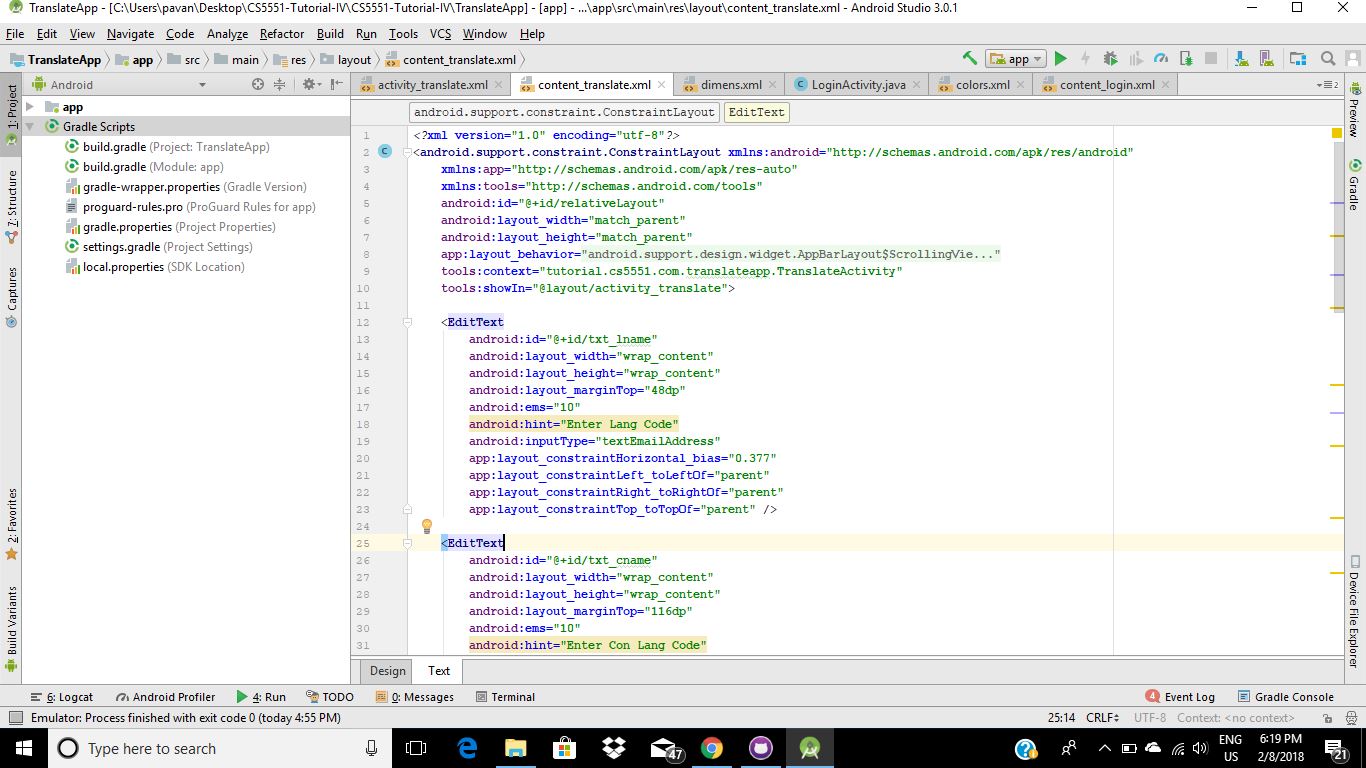 TranslateApp - [C:\Users\pavan\Desktop\CS5551-Tutorial-IV\CS5551-Tutorial-IV\TranslateApp] - [app] - ...\app\src\main\res\layout\content_translate.xml - Android Studio 3.0.1
File Edit View Navigate Code Analyze Refactor Build Run Tools VCS Window Help
TranslateApp app src main res layout content_translate.xml app
Android activity_translate.xml content_translate.xml dimens.xml LoginActivity.java colors.xml content_login.xml
1: Project
7: Structure
Captures
2: Favorites
Build Variants
app
Gradle Scripts
build.gradle (Project: TranslateApp)
build.gradle (Module: app)
gradle-wrapper.properties (Gradle Version)
proguard-rules.pro (ProGuard Rules for app)
gradle.properties (Project Properties)
settings.gradle (Project Settings)
local.properties (SDK Location)
android.support.constraint.ConstraintLayout EditText
1 <?xml version="1.0" encoding="utf-8"?>
2 C <android.support.constraint.ConstraintLayout xmlns:android="http://schemas.android.com/apk/res/android"
3 xmlns:app="http://schemas.android.com/apk/res-auto"
4 xmlns:tools="http://schemas.android.com/tools"
5 android:id="@+id/relativeLayout"
6 android:layout_width="match_parent"
7 android:layout_height="match_parent"
8 app:layout_behavior="android.support.design.widget.AppBarLayout$ScrollingVie..."
9 tools:context="tutorial.cs5551.com.translateapp.TranslateActivity"
10 tools:showIn="@layout/activity_translate">
11
12 <EditText
13 android:id="@+id/txt_lname"
14 android:layout_width="wrap_content"
15 android:layout_height="wrap_content"
16 android:layout_marginTop="48dp"
17 android:ems="10"
18 android:hint="Enter Lang Code"
19 android:inputType="textEmailAddress"
20 app:layout_constraintHorizontal_bias="0.377"
21 app:layout_constraintLeft_toLeftOf="parent"
22 app:layout_constraintRight_toRightOf="parent"
23 app:layout_constraintTop_toTopOf="parent" />
24
25 <EditText
26 android:id="@+id/txt_cname"
27 android:layout_width="wrap_content"
28 android:layout_height="wrap_content"
29 android:layout_marginTop="116dp"
30 android:ems="10"
31 android:hint="Enter Con Lang Code"
Preview
Gradle
Device File Explorer
Design Text
6: Logcat Android Profiler 4: Run TODO 0: Messages Terminal 4 Event Log Gradle Console
Emulator: Process finished with exit code 0 (today 4:55 PM) 25:14 CRLF UTF-8 Context: <no context>
Type here to search 47 ENG 6:19 PM
US 2/8/2018 21